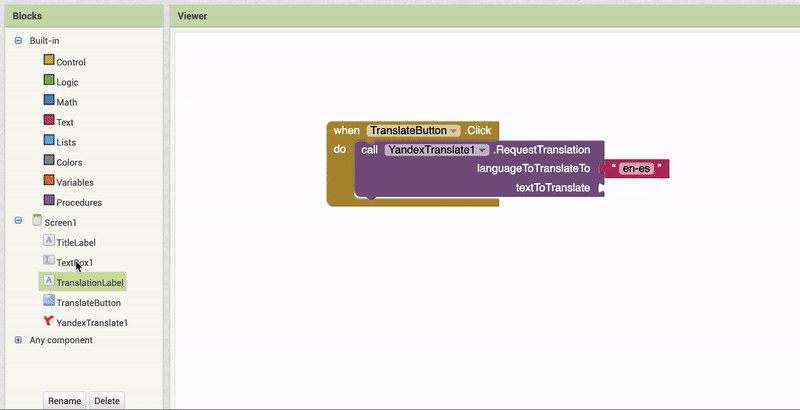 Blocks
Viewer
Built-in
Control
Logic
Math
Text
Lists
Colors
Variables
Procedures
Screen1
TitleLabel
TextBox1
TranslationLabel
TranslateButton
YandexTranslate1
Any component
Rename Delete
when TranslateButton .Click
do call YandexTranslate1 .RequestTranslation
languageToTranslateTo “ en-es ”
textToTranslate